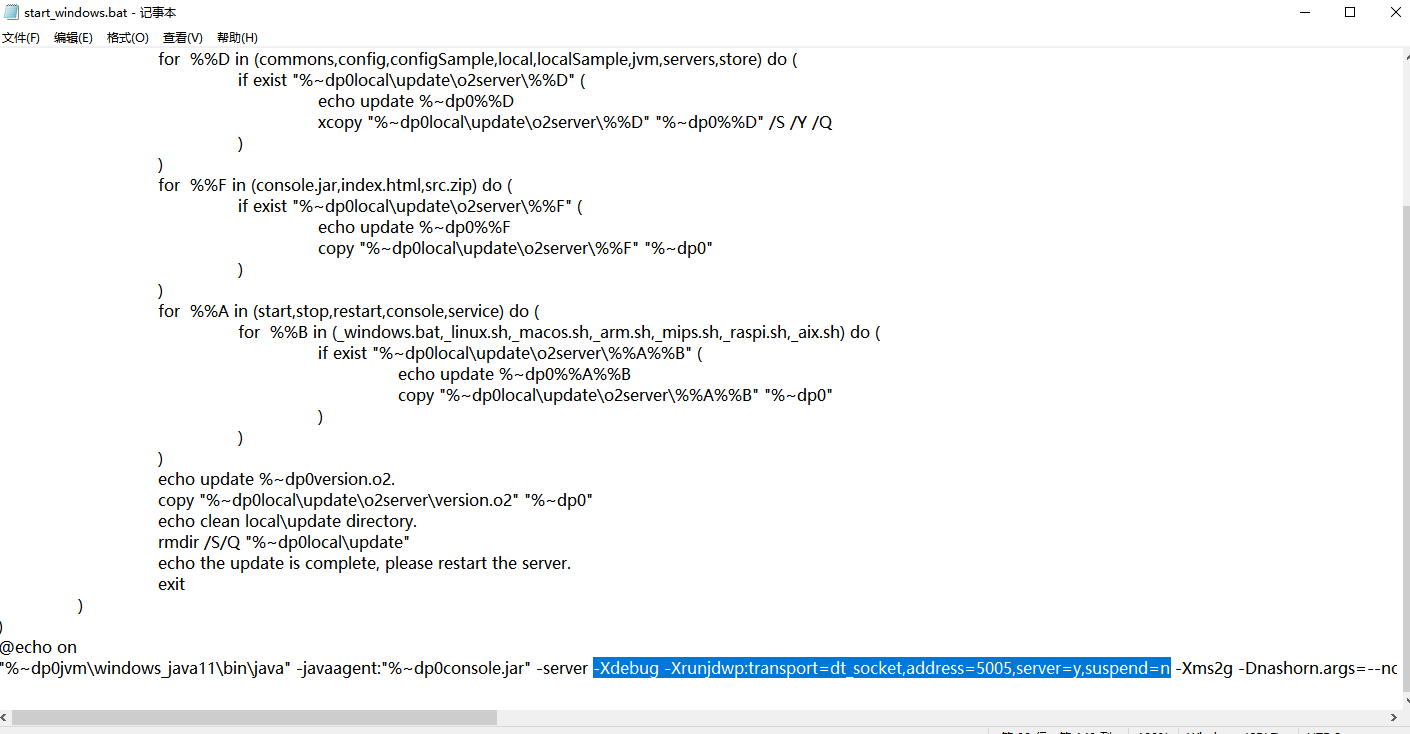 start_windows.bat - 记事本
文件(F) 编辑(E) 格式(O) 查看(V) 帮助(H)
for %%D in (commons,config,configSample,local,localSample,jvm,servers,store) do (
if exist "%~dp0local\update\o2server\%%D" (
echo update %~dp0%%D
xcopy "%~dp0local\update\o2server\%%D" "%~dp0%%D" /S /Y /Q
)
)
for %%F in (console.jar,index.html,src.zip) do (
if exist "%~dp0local\update\o2server\%%F" (
echo update %~dp0%%F
copy "%~dp0local\update\o2server\%%F" "%~dp0"
)
)
for %%A in (start,stop,restart,console,service) do (
for %%B in (_windows.bat,_linux.sh,_macos.sh,_arm.sh,_mips.sh,_raspi.sh,_aix.sh) do (
if exist "%~dp0local\update\o2server\%%A%%B" (
echo update %~dp0%%A%%B
copy "%~dp0local\update\o2server\%%A%%B" "%~dp0"
)
)
)
echo update %~dp0version.o2.
copy "%~dp0local\update\o2server\version.o2" "%~dp0"
echo clean local\update directory.
rmdir /S/Q "%~dp0local\update"
echo the update is complete, please restart the server.
exit
)
)
@echo on
"%~dp0jvm\windows_java11\bin\java" -javaagent:"%~dp0console.jar" -server -Xdebug -Xrunjdwp:transport=dt_socket,address=5005,server=y,suspend=n -Xms2g -Dnashorn.args=--no